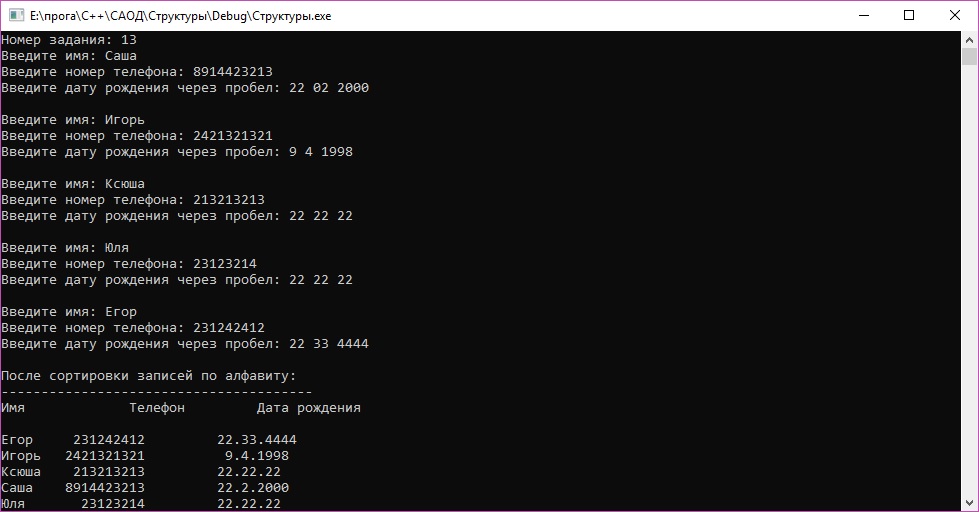 E:\прога\C++\САОД\Структуры\Debug\Структуры.exe
Номер задания: 13
Введите имя: Саша
Введите номер телефона: 8914423213
Введите дату рождения через пробел: 22 02 2000
Введите имя: Игорь
Введите номер телефона: 2421321321
Введите дату рождения через пробел: 9 4 1998
Введите имя: Ксюша
Введите номер телефона: 213213213
Введите дату рождения через пробел: 22 22 22
Введите имя: Юля
Введите номер телефона: 23123214
Введите дату рождения через пробел: 22 22 22
Введите имя: Егор
Введите номер телефона: 231242412
Введите дату рождения через пробел: 22 33 4444
После сортировки записей по алфавиту:
---------------------------------------
Имя Телефон Дата рождения
Егор 231242412 22.33.4444
Игорь 2421321321 9.4.1998
Ксюша 213213213 22.22.22
Саша 8914423213 22.2.2000
Юля 23123214 22.22.22